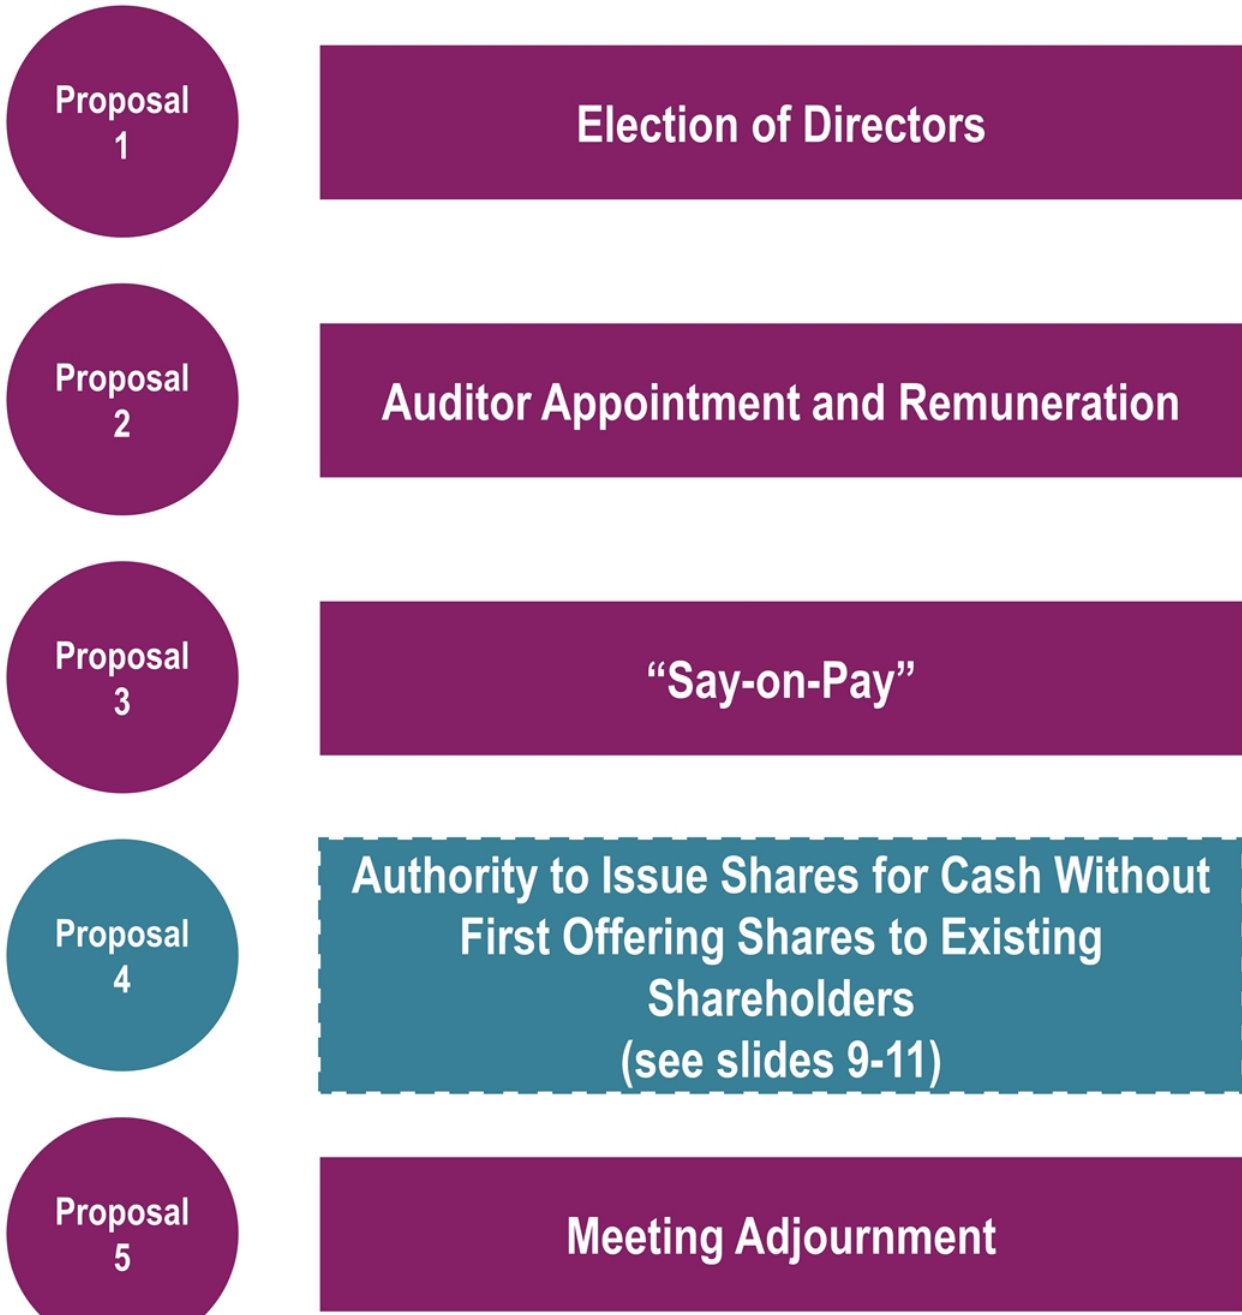 Proposal
1
Election of Directors
Proposal
2
Auditor Appointment and Remuneration
Proposal
3
“Say-on-Pay”
Proposal
4
Authority to Issue Shares for Cash Without
First Offering Shares to Existing
Shareholders
(see slides 9-11)
Proposal
5
Meeting Adjournment